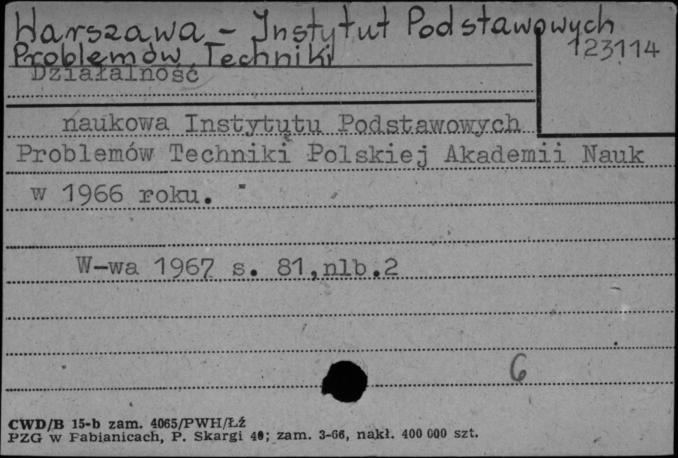 Warszawa - Instytut Podstawowych
Problemów Techniki
123114
Działalność
naukowa Instytutu Podstawowych
Problemów Techniki Polskiej Akademii Nauk
w 1966 roku.
W-wa 1967 s. 81,nlb.2
6
CWD/B 15-b zam. 4065/PWH/Łź
PZG w Fabianicach, P. Skargi 40; zam. 3-66, nakł. 400 000 szt.